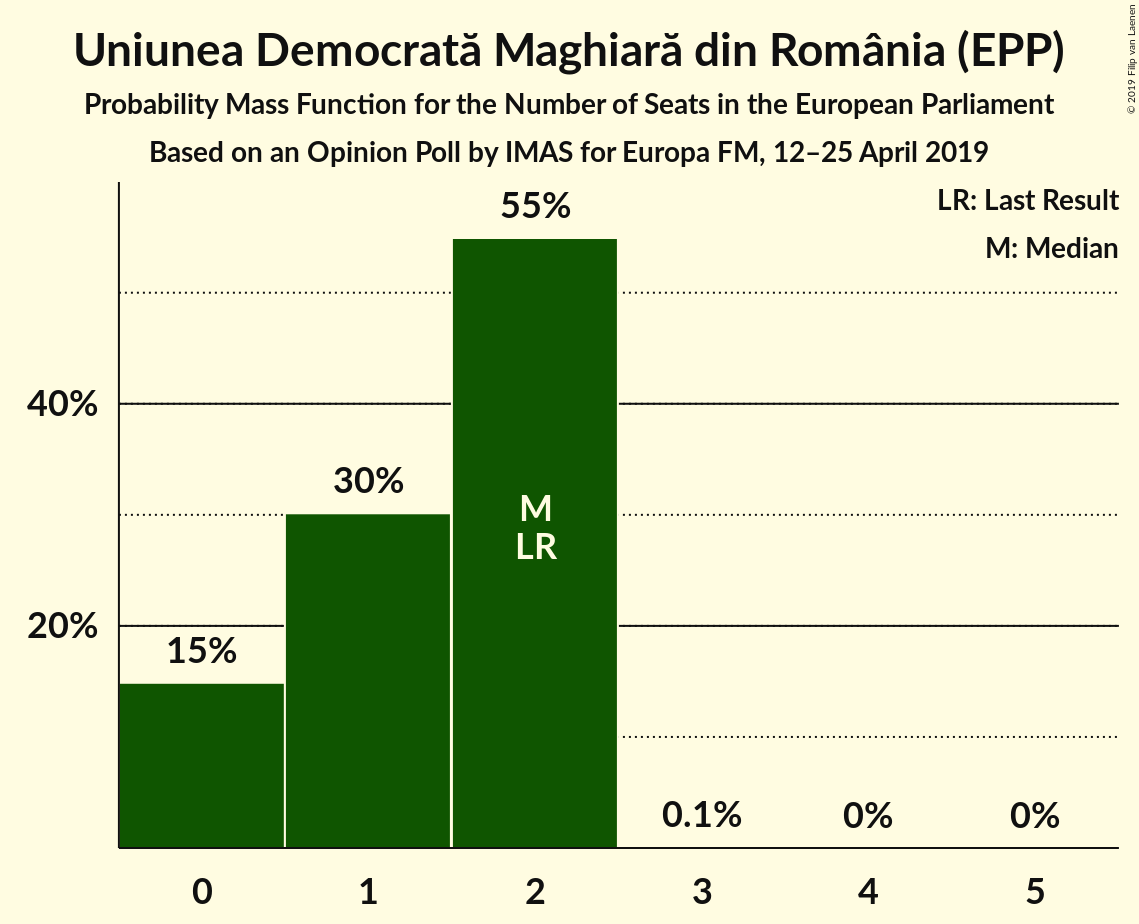 Uniunea Democrată Maghiară din România (EPP)
Probability Mass Function for the Number of Seats in the European Parliament
Based on an Opinion Poll by IMAS for Europa FM, 12–25 April 2019
© 2019 Filip van Laenen
LR: Last Result
M: Median
55%
40%
30%
M
LR
20%
15%
0.1%
0%
0%
0
1
2
3
4
5